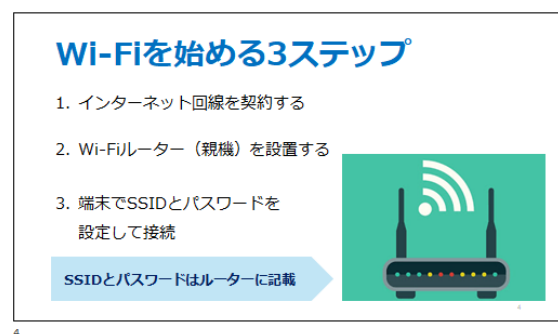 Wi-Fiを始める3ステップ
1. インターネット回線を契約する
2. Wi-Fiルーター（親機）を設置する
3. 端末でSSIDとパスワードを
設定して接続
SSIDとパスワードはルーターに記載
4
4